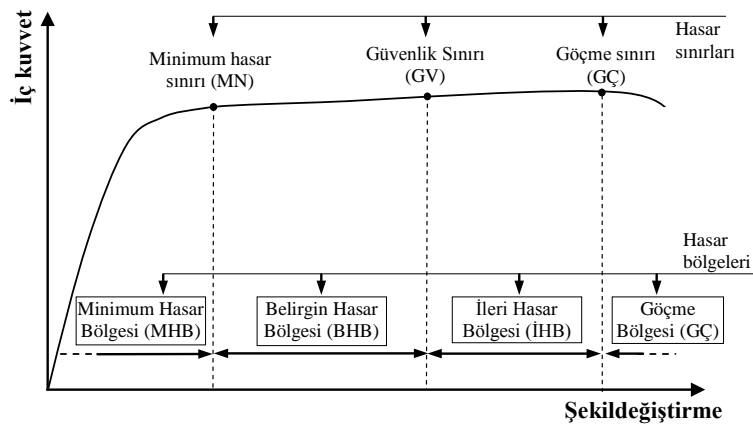 Hasar
sınırları
Minimum hasar
sınırı (MN)
Güvenlik Sınırı
(GV)
Göçme sınırı
(GÇ)
İç kuvvet
Hasar
bölgeleri
Minimum Hasar
Bölgesi (MHB)
Belirgin Hasar
Bölgesi (BHB)
İleri Hasar
Bölgesi (İHB)
Göçme
Bölgesi (GÇ)
Şekildeğiştirme